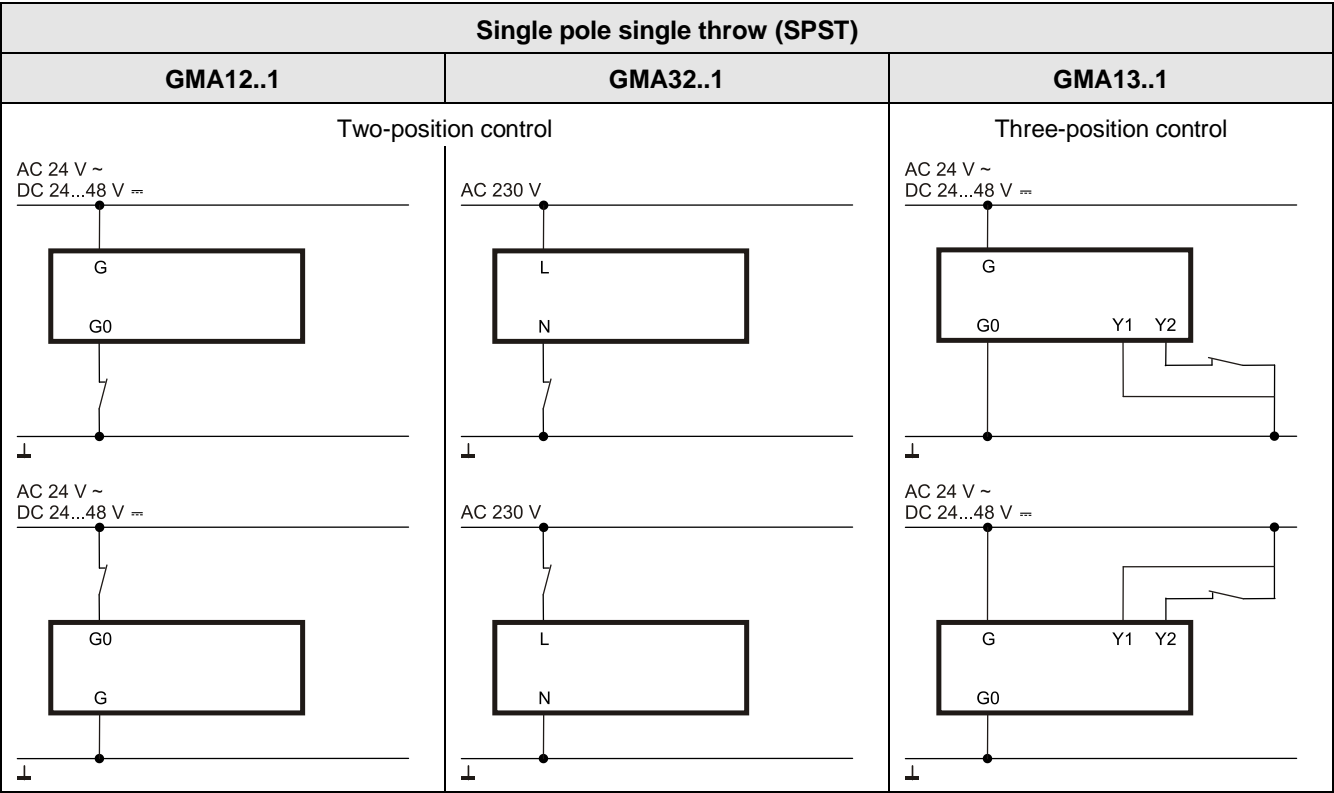 Single pole single throw (SPST)
GMA12..1
GMA32..1
GMA13..1
Two-position control
Three-position control
AC 24 V ~
DC 24...48 V ⎓
G
G0
AC 230 V
L
N
AC 24 V ~
DC 24...48 V ⎓
G
G0 Y1 Y2
AC 24 V ~
DC 24...48 V ⎓
G0
G
AC 230 V
L
N
AC 24 V ~
DC 24...48 V ⎓
G Y1 Y2
G0